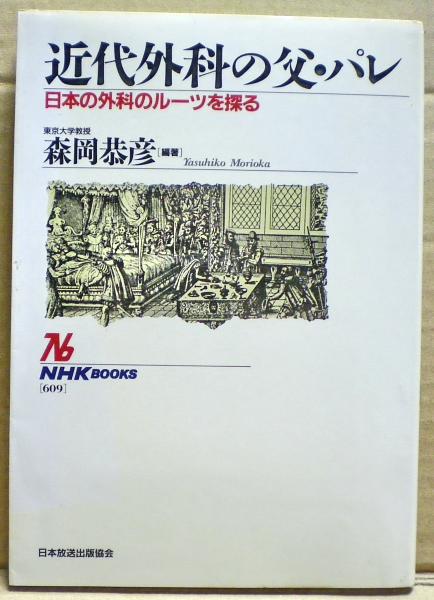 近代外科の父・パレ
日本の外科のルーツを探る
東京大学教授
森岡恭彦[編著]
Yasuhiko Morioka
NHK BOOKS
[609]
日本放送出版協会